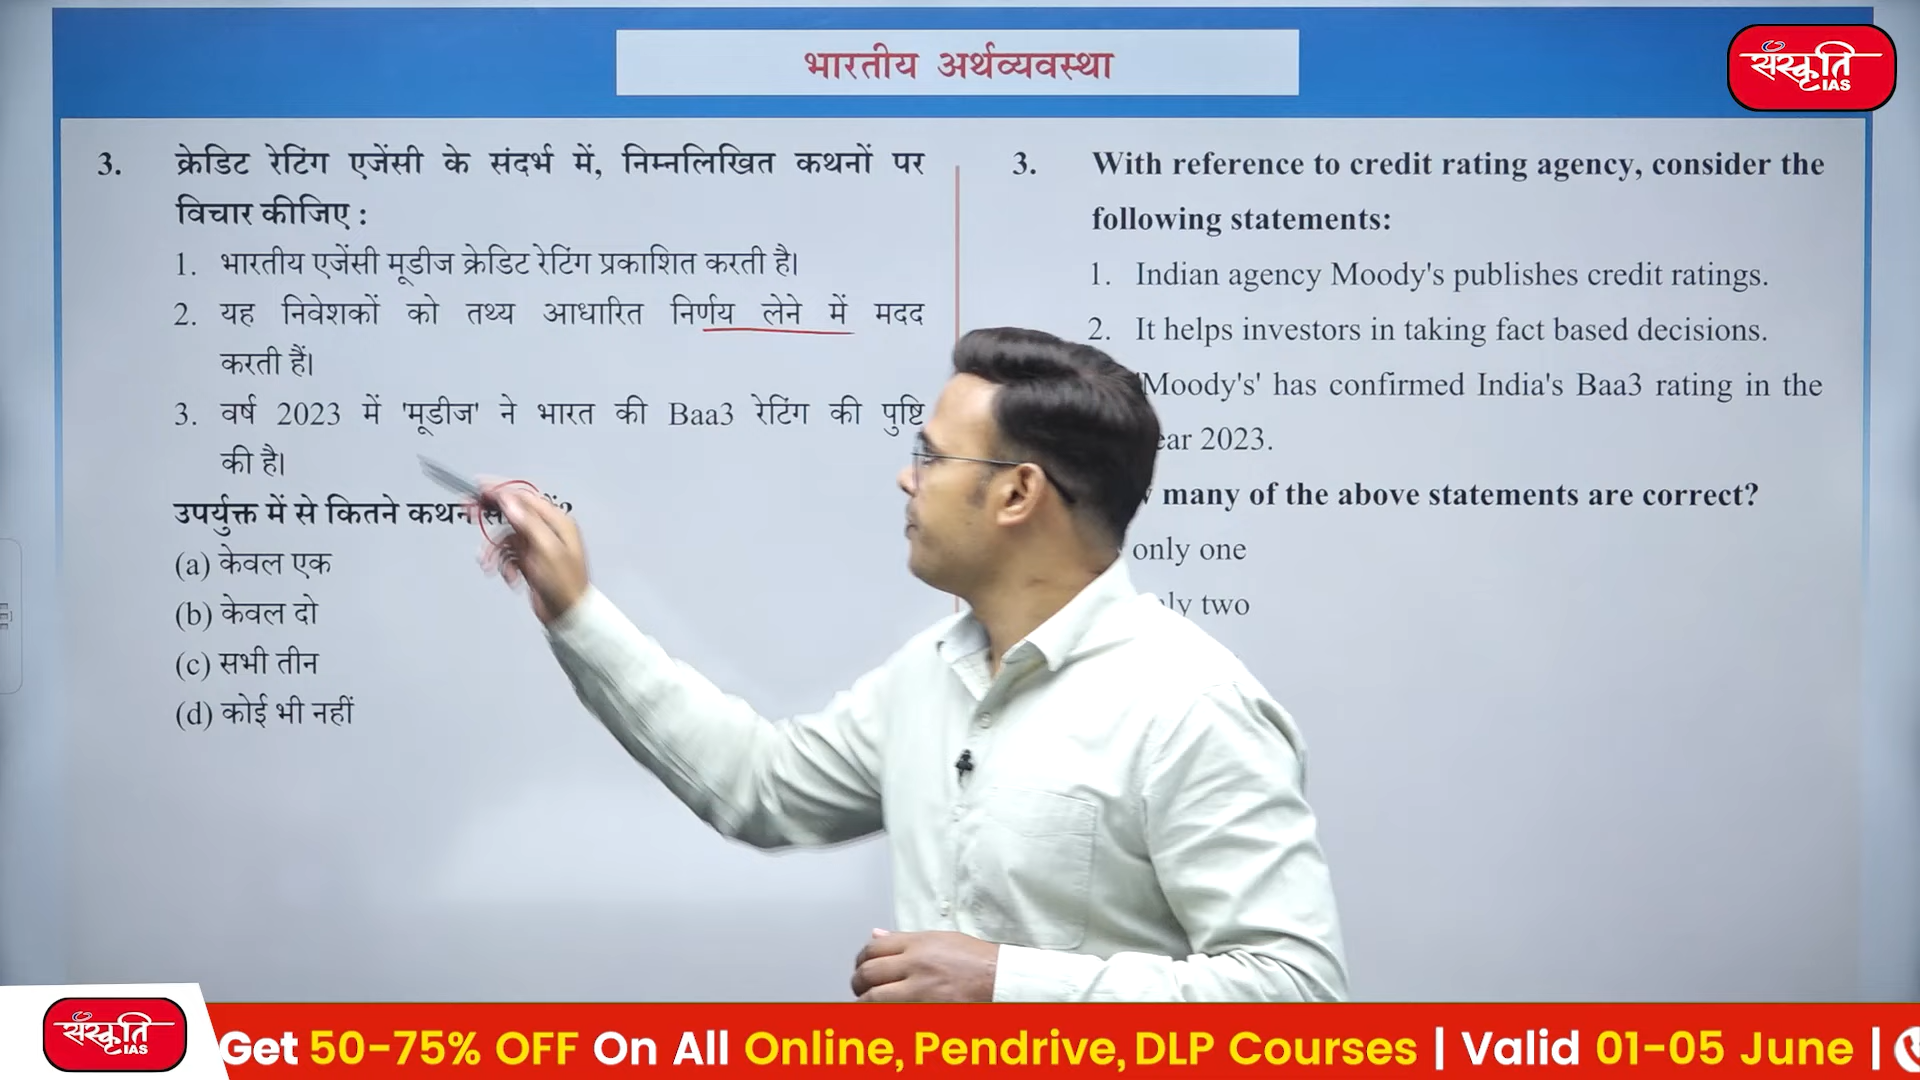 भारतीय अर्थव्यवस्था
संस्कृति
IAS
3. क्रेडिट रेटिंग एजेंसी के संदर्भ में, निम्नलिखित कथनों पर
विचार कीजिए :
1. भारतीय एजेंसी मूडीज क्रेडिट रेटिंग प्रकाशित करती है।
2. यह निवेशकों को तथ्य आधारित निर्णय लेने में मदद
करती हैं।
3. वर्ष 2023 में 'मूडीज' ने भारत की Baa3 रेटिंग की पुष्टि
की है।
उपर्युक्त में से कितने कथन
(a) केवल एक
(b) केवल दो
(c) सभी तीन
(d) कोई भी नहीं
3. With reference to credit rating agency, consider the
following statements:
1. Indian agency Moody's publishes credit ratings.
2. It helps investors in taking fact based decisions.
'Moody's' has confirmed India's Baa3 rating in the
2023.
many of the above statements are correct?
only one
two
संस्कृति
IAS
Get 50-75% OFF On All Online, Pendrive, DLP Courses | Valid 01-05 June |